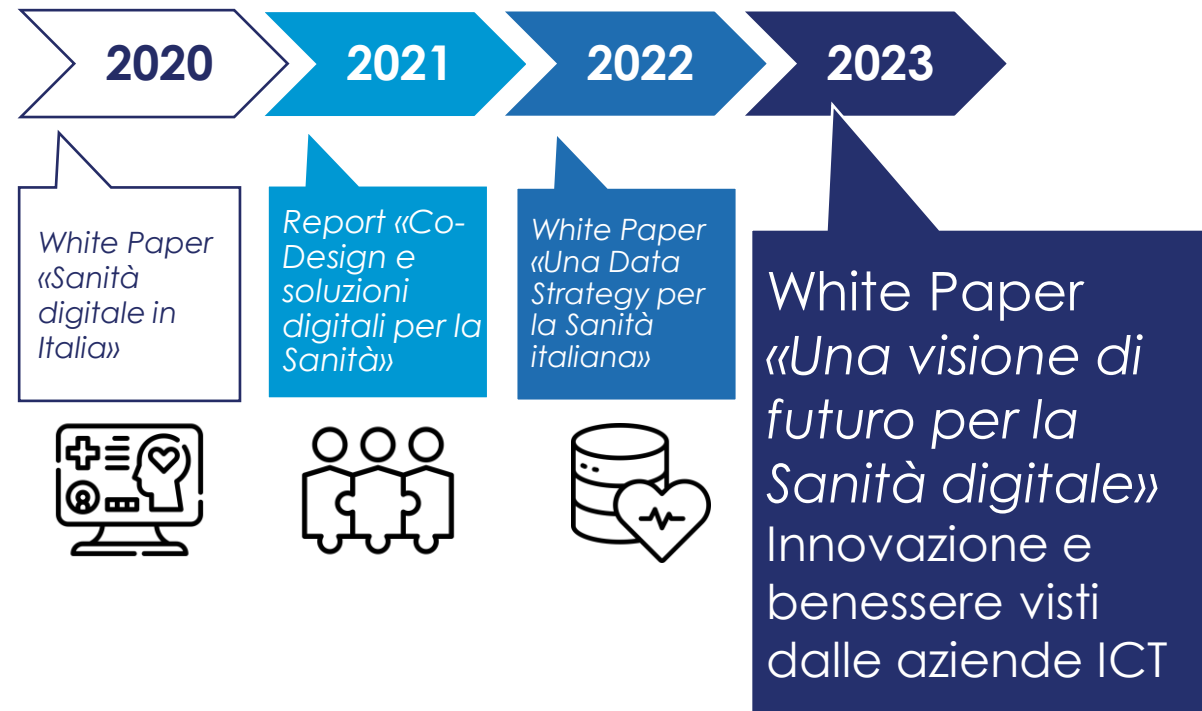 2020
2021
2022
2023
White Paper
«Sanità
digitale in
Italia»
Report «Co-
Design e
soluzioni
digitali per la
Sanità»
White Paper
«Una Data
Strategy per
la Sanità
italiana»
White Paper
«Una visione di
futuro per la
Sanità digitale»
Innovazione e
benessere visti
dalle aziende ICT